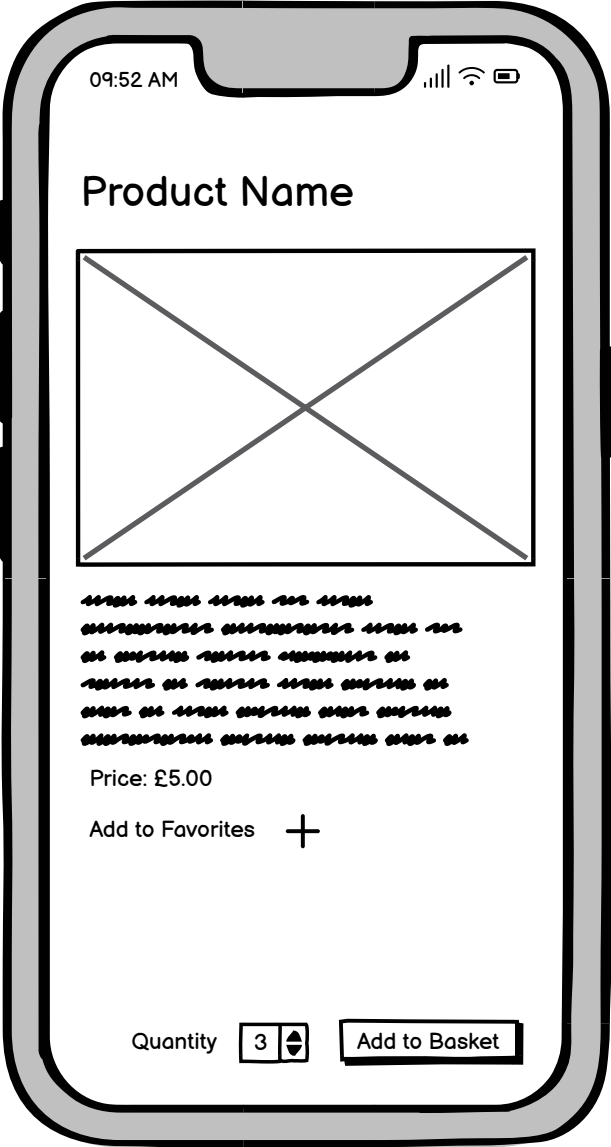 09:52 AM
Product Name
Price: £5.00
Add to Favorites
Quantity 3 Add to Basket